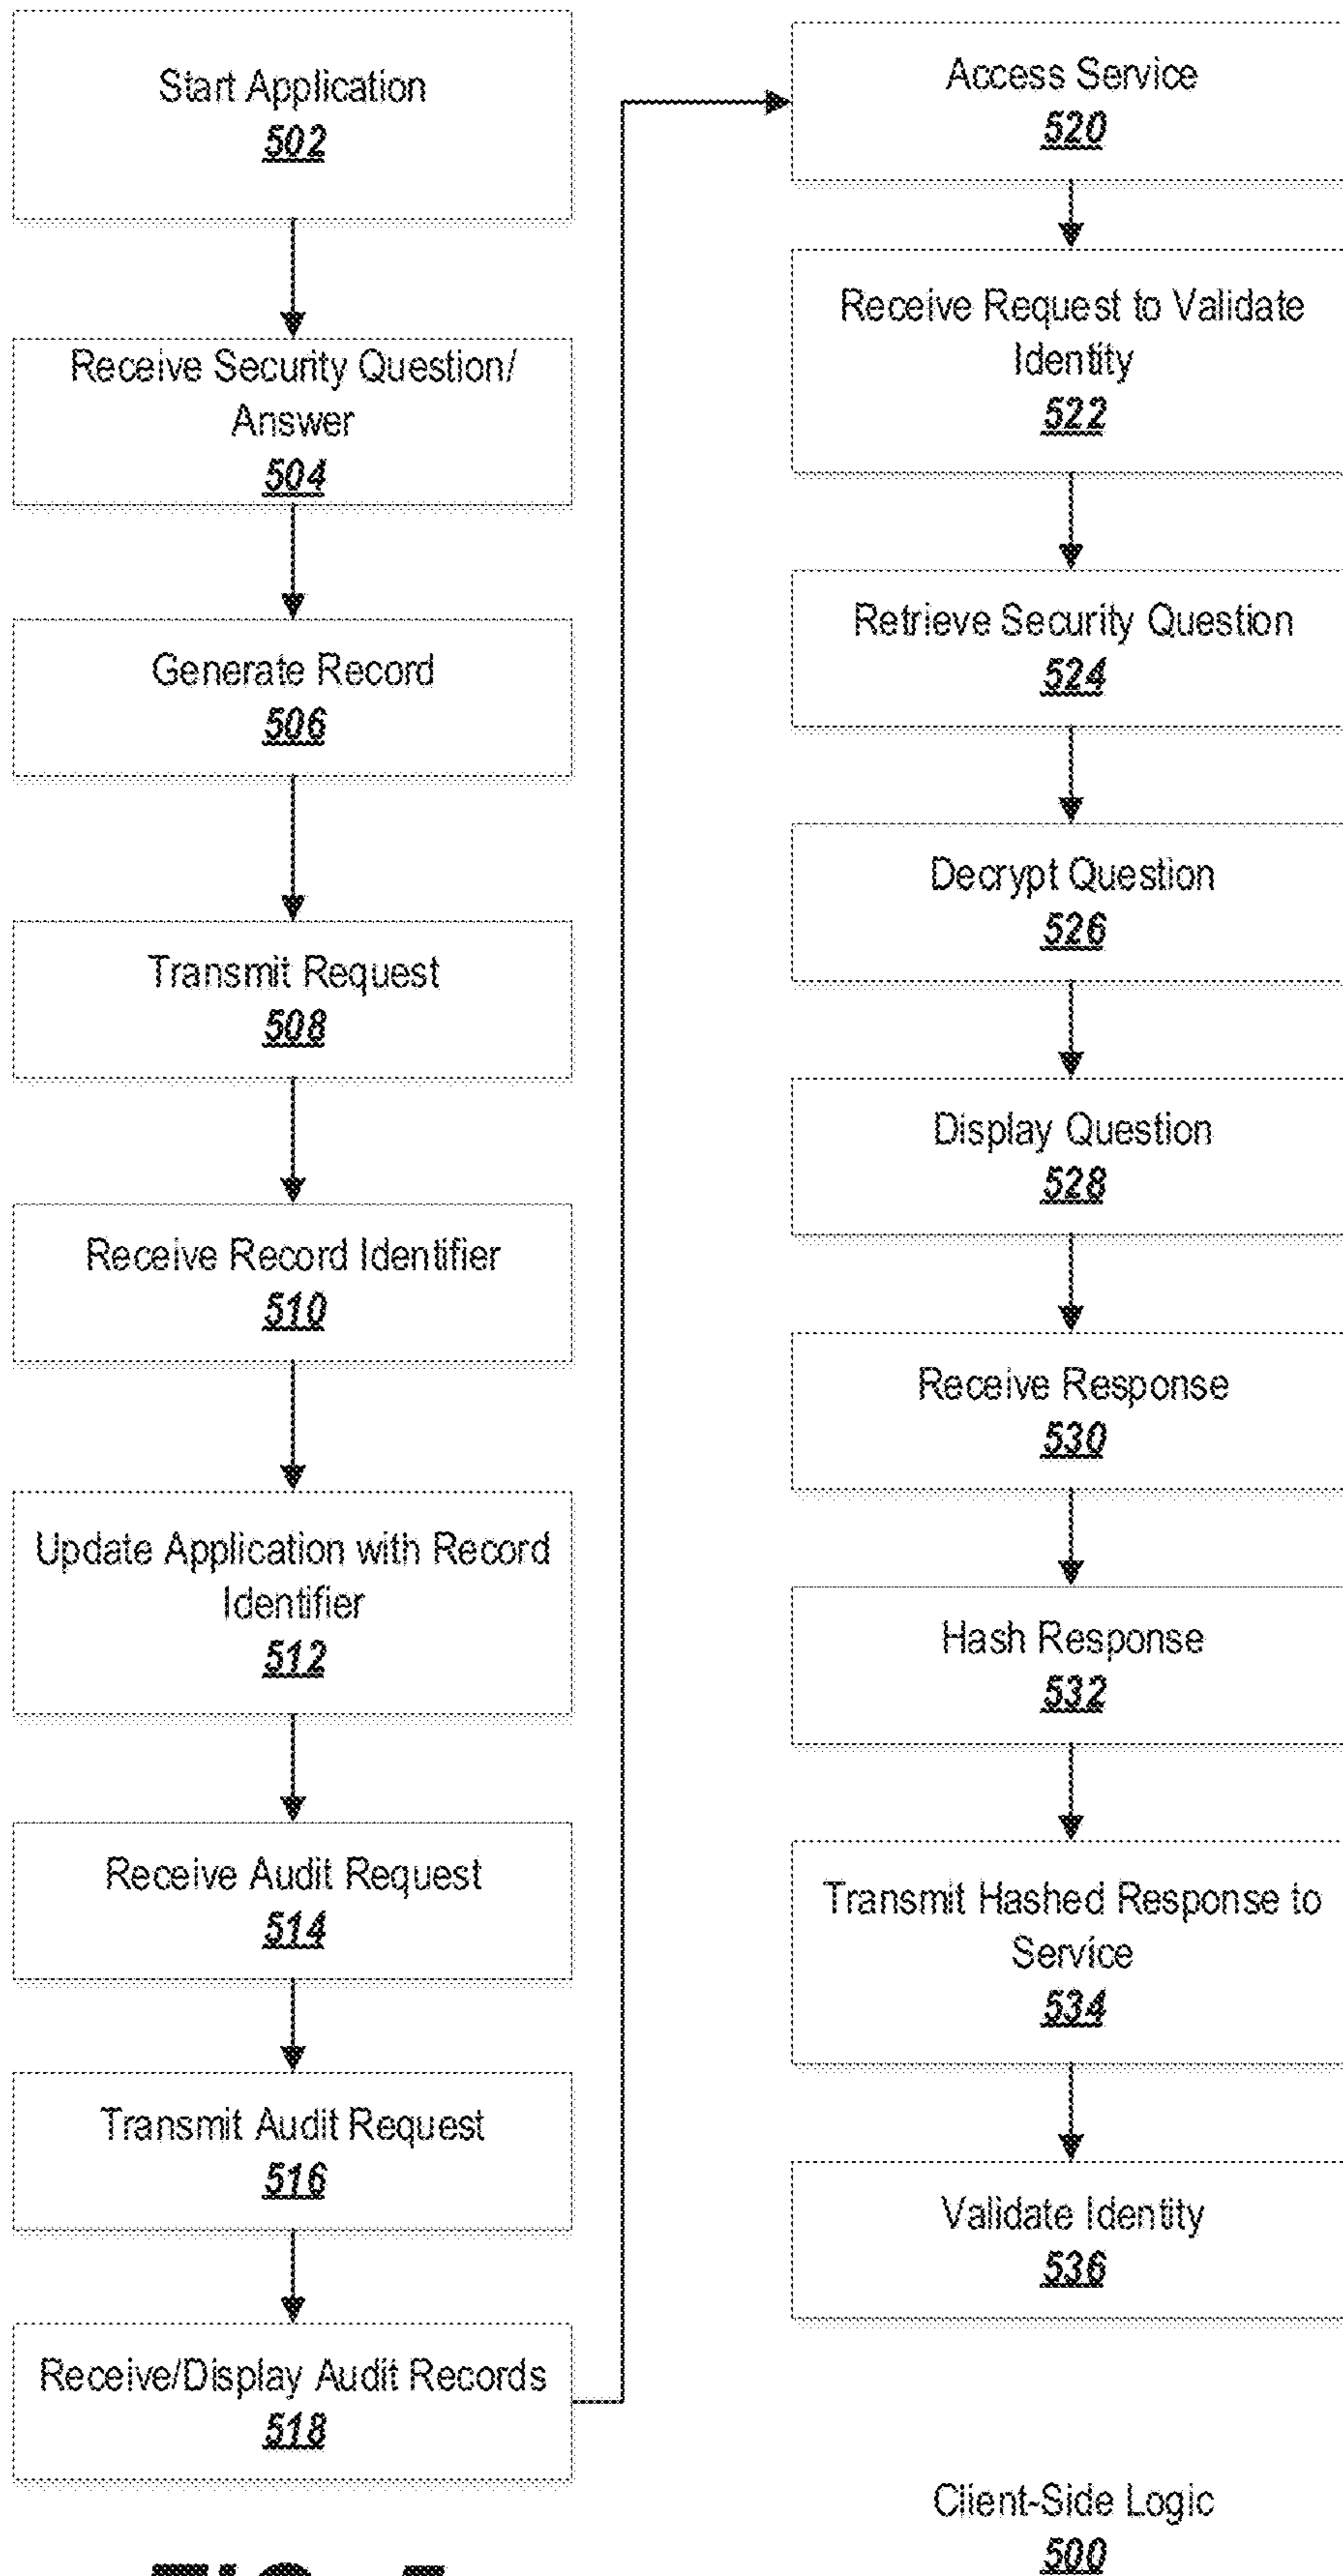 Start Application
502
Receive Security Question/
Answer
504
Generate Record
506
Transmit Request
508
Receive Record Identifier
510
Update Application with Record
Identifier
512
Receive Audit Request
514
Transmit Audit Request
516
Receive/Display Audit Records
518
Access Service
520
Receive Request to Validate
Identity
522
Retrieve Security Question
524
Decrypt Question
526
Display Question
528
Receive Response
530
Hash Response
532
Transmit Hashed Response to
Service
534
Validate Identity
536
Client-Side Logic
500